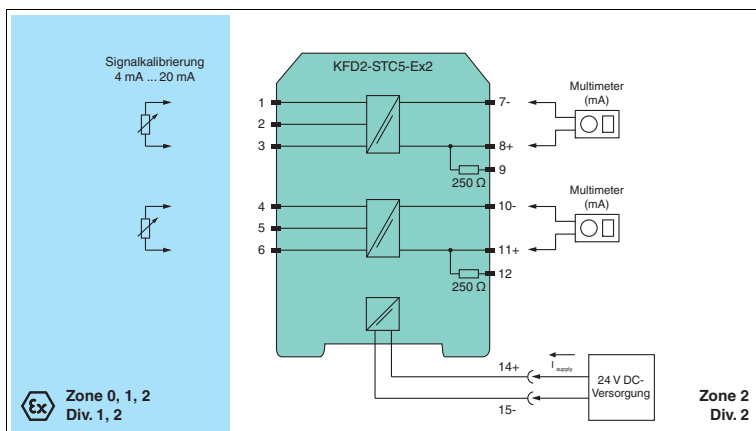 Signalkalibrierung
4 mA ... 20 mA
KFD2-STC5-Ex2
Multimeter
(mA)
1
7-
2
3
8+
9
250 Ω
Multimeter
(mA)
4
10-
5
6
11+
12
250 Ω
14+
I supply
24 V DC-
Versorgung
15-
Ex
Zone 0, 1, 2
Div. 1, 2
Zone 2
Div. 2